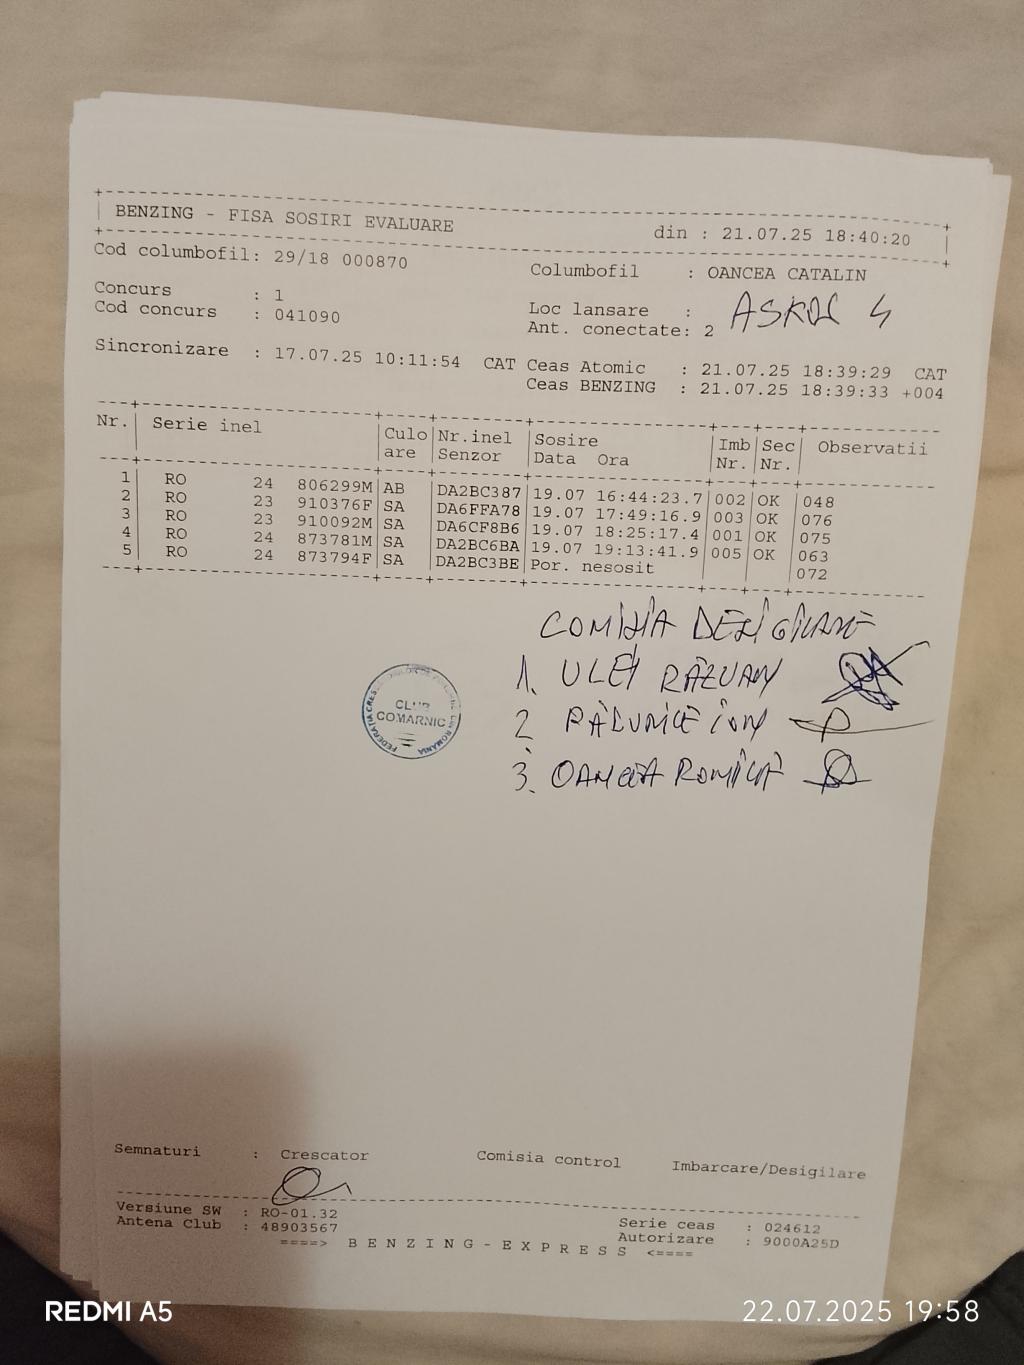 BENZING - FISA SOSIRI EVALUARE din : 21.07.25 18:40:20
Cod columbofil: 29/18 000870 Columbofil : OANCEA CATALIN
Concurs : 1 Loc lansare : 
Cod concurs : 041090 Ant. conectate: 2
Sincronizare : 17.07.25 10:11:54 CAT Ceas Atomic : 21.07.25 18:39:29 CAT
Ceas BENZING : 21.07.25 18:39:33 +004
Nr. Serie inel Culo Nr.inel Sosire Imb Sec Observatii
are Senzor Data Ora Nr. Nr.
1 RO 24 806299M AB DA2BC387 19.07 16:44:23.7 002 OK 048
2 RO 23 910376F SA DA6FFA78 19.07 17:49:16.9 003 OK 076
3 RO 23 910092M SA DA6CF8B6 19.07 18:25:17.4 001 OK 075
4 RO 24 873781M SA DA2BC6BA 19.07 19:13:41.9 005 OK 063
5 RO 24 873794F SA DA2BC3BE Por. nesosit 072
COMISIA DESIGILARE
1. ULEI RĂZVAN
2 ION
3. OANCEA ROMICĂ
CLUB
COMARNIC
Semnaturi : Crescator Comisia control Imbarcare/Desigilare
Versiune SW : RO-01.32 Serie ceas : 024612
Antena Club : 48903567 Autorizare : 9000A25D
====> B E N Z I N G - E X P R E S S <====
REDMI A5 22.07.2025 19:58